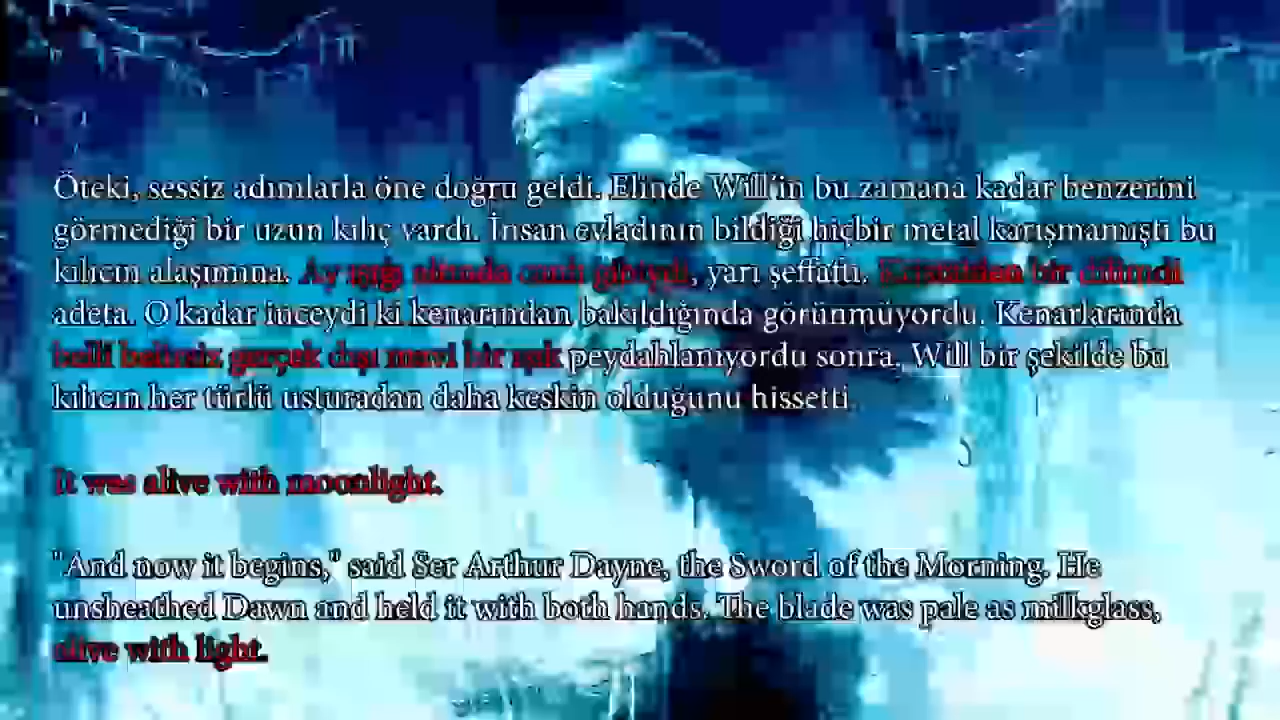 Öteki, sessiz adımlarla öne doğru geldi. Elinde Will'in bu zamana kadar benzerini
görmediği bir uzun kılıç vardı. İnsan evladının bildiği hiçbir metal karışmamıştı bu
kılıcın alaşımına. Ay ışığı altında canlı gibiydi, yarı şeffaftı. Kristalden bir dilimdi
adeta. O kadar inceydi ki kenarından bakıldığında görünmüyordu. Kenarlarında
belli belirsiz gerçek dışı mavi bir ışık peydahlanıyordu sonra, Will bir şekilde bu
kılıcın her türlü usturadan daha keskin olduğunu hissetti.
It was alive with moonlight.
"And now it begins," said Ser Arthur Dayne, the Sword of the Morning. He
unsheathed Dawn and held it with both hands. The blade was pale as milkglass,
alive with light.